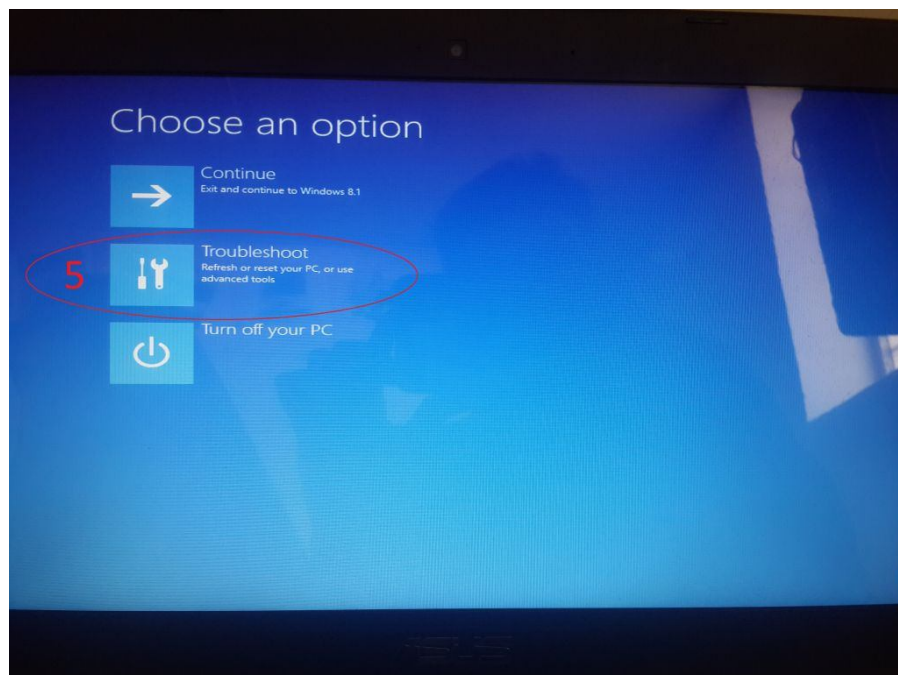 Choose an option
Continue
Exit and continue to Windows 8.1
5
Troubleshoot
Refresh or reset your PC, or use
advanced tools
Turn off your PC
ASUS